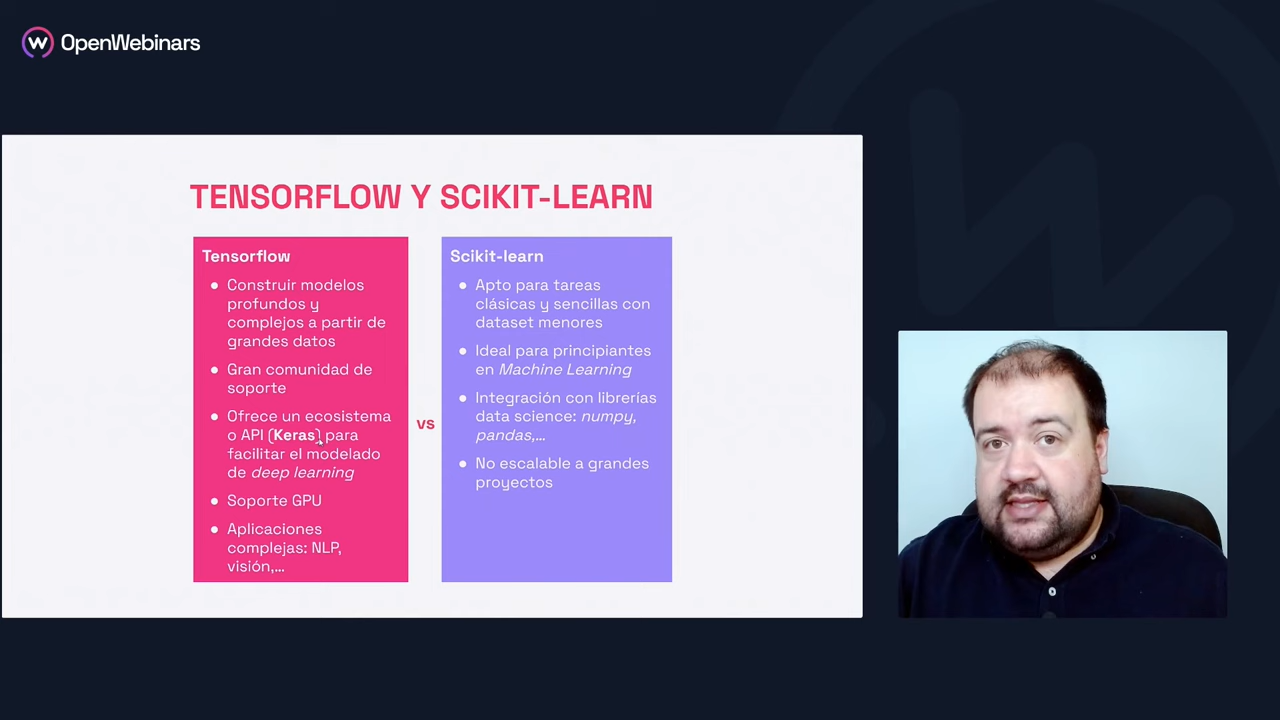 OpenWebinars
TENSORFLOW Y SCIKIT-LEARN
Tensorflow
● Construir modelos
profundos y
complejos a partir de
grandes datos
● Gran comunidad de
soporte
● Ofrece un ecosistema
o API (Keras) para
facilitar el modelado
de deep learning
● Soporte GPU
● Aplicaciones
complejas: NLP,
visión,...
vs
Scikit-learn
● Apto para tareas
clásicas y sencillas con
dataset menores
● Ideal para principiantes
en Machine Learning
● Integración con librerías
data science: numpy,
pandas,...
● No escalable a grandes
proyectos